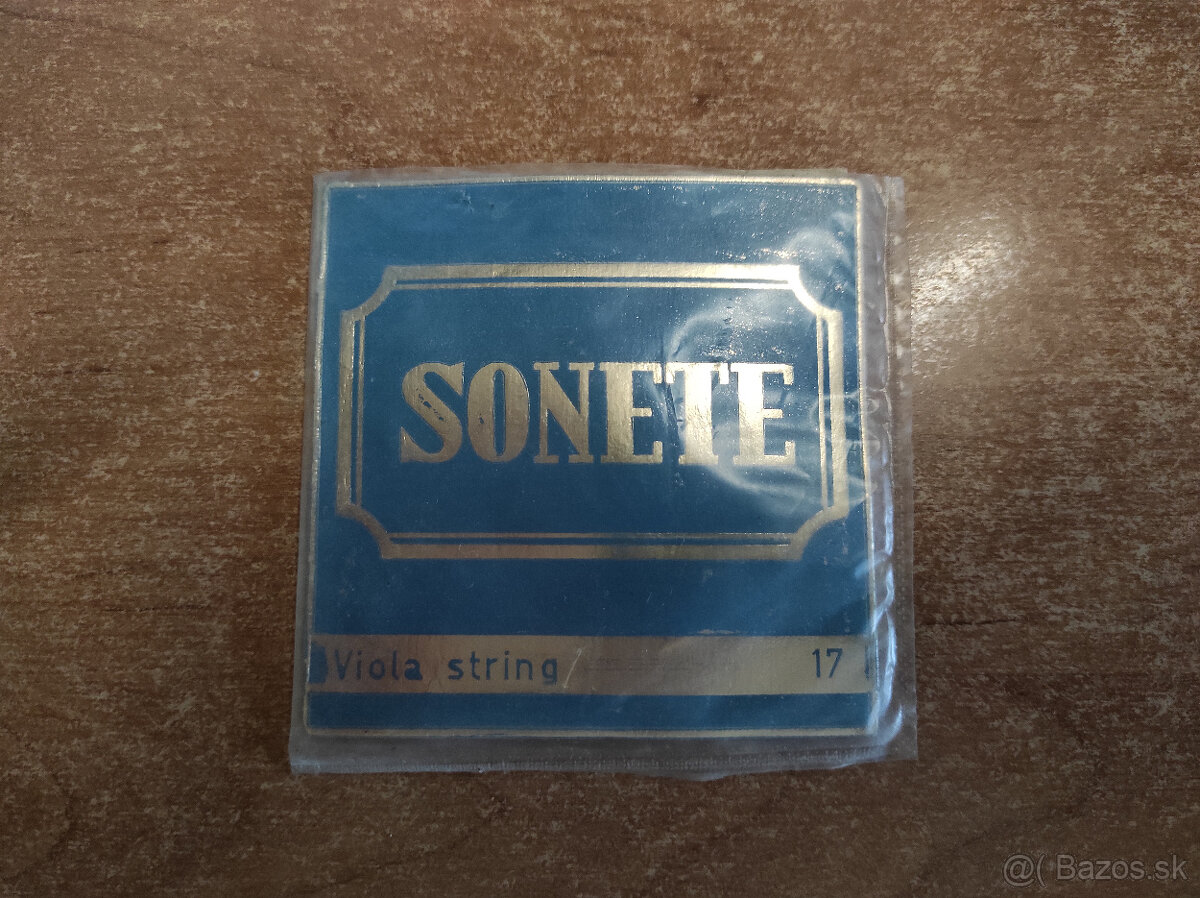 SONETE
Viola string 17
@( Bazos.sk